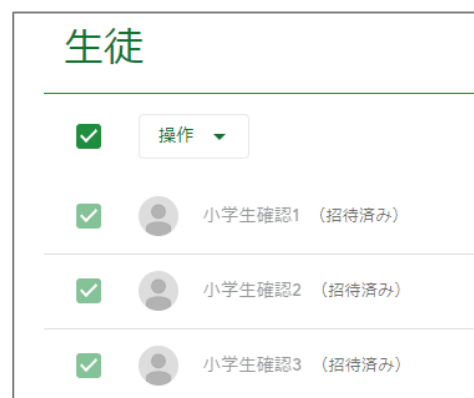 生徒
操作
小学生確認1 （招待済み）
小学生確認2 （招待済み）
小学生確認3 （招待済み）